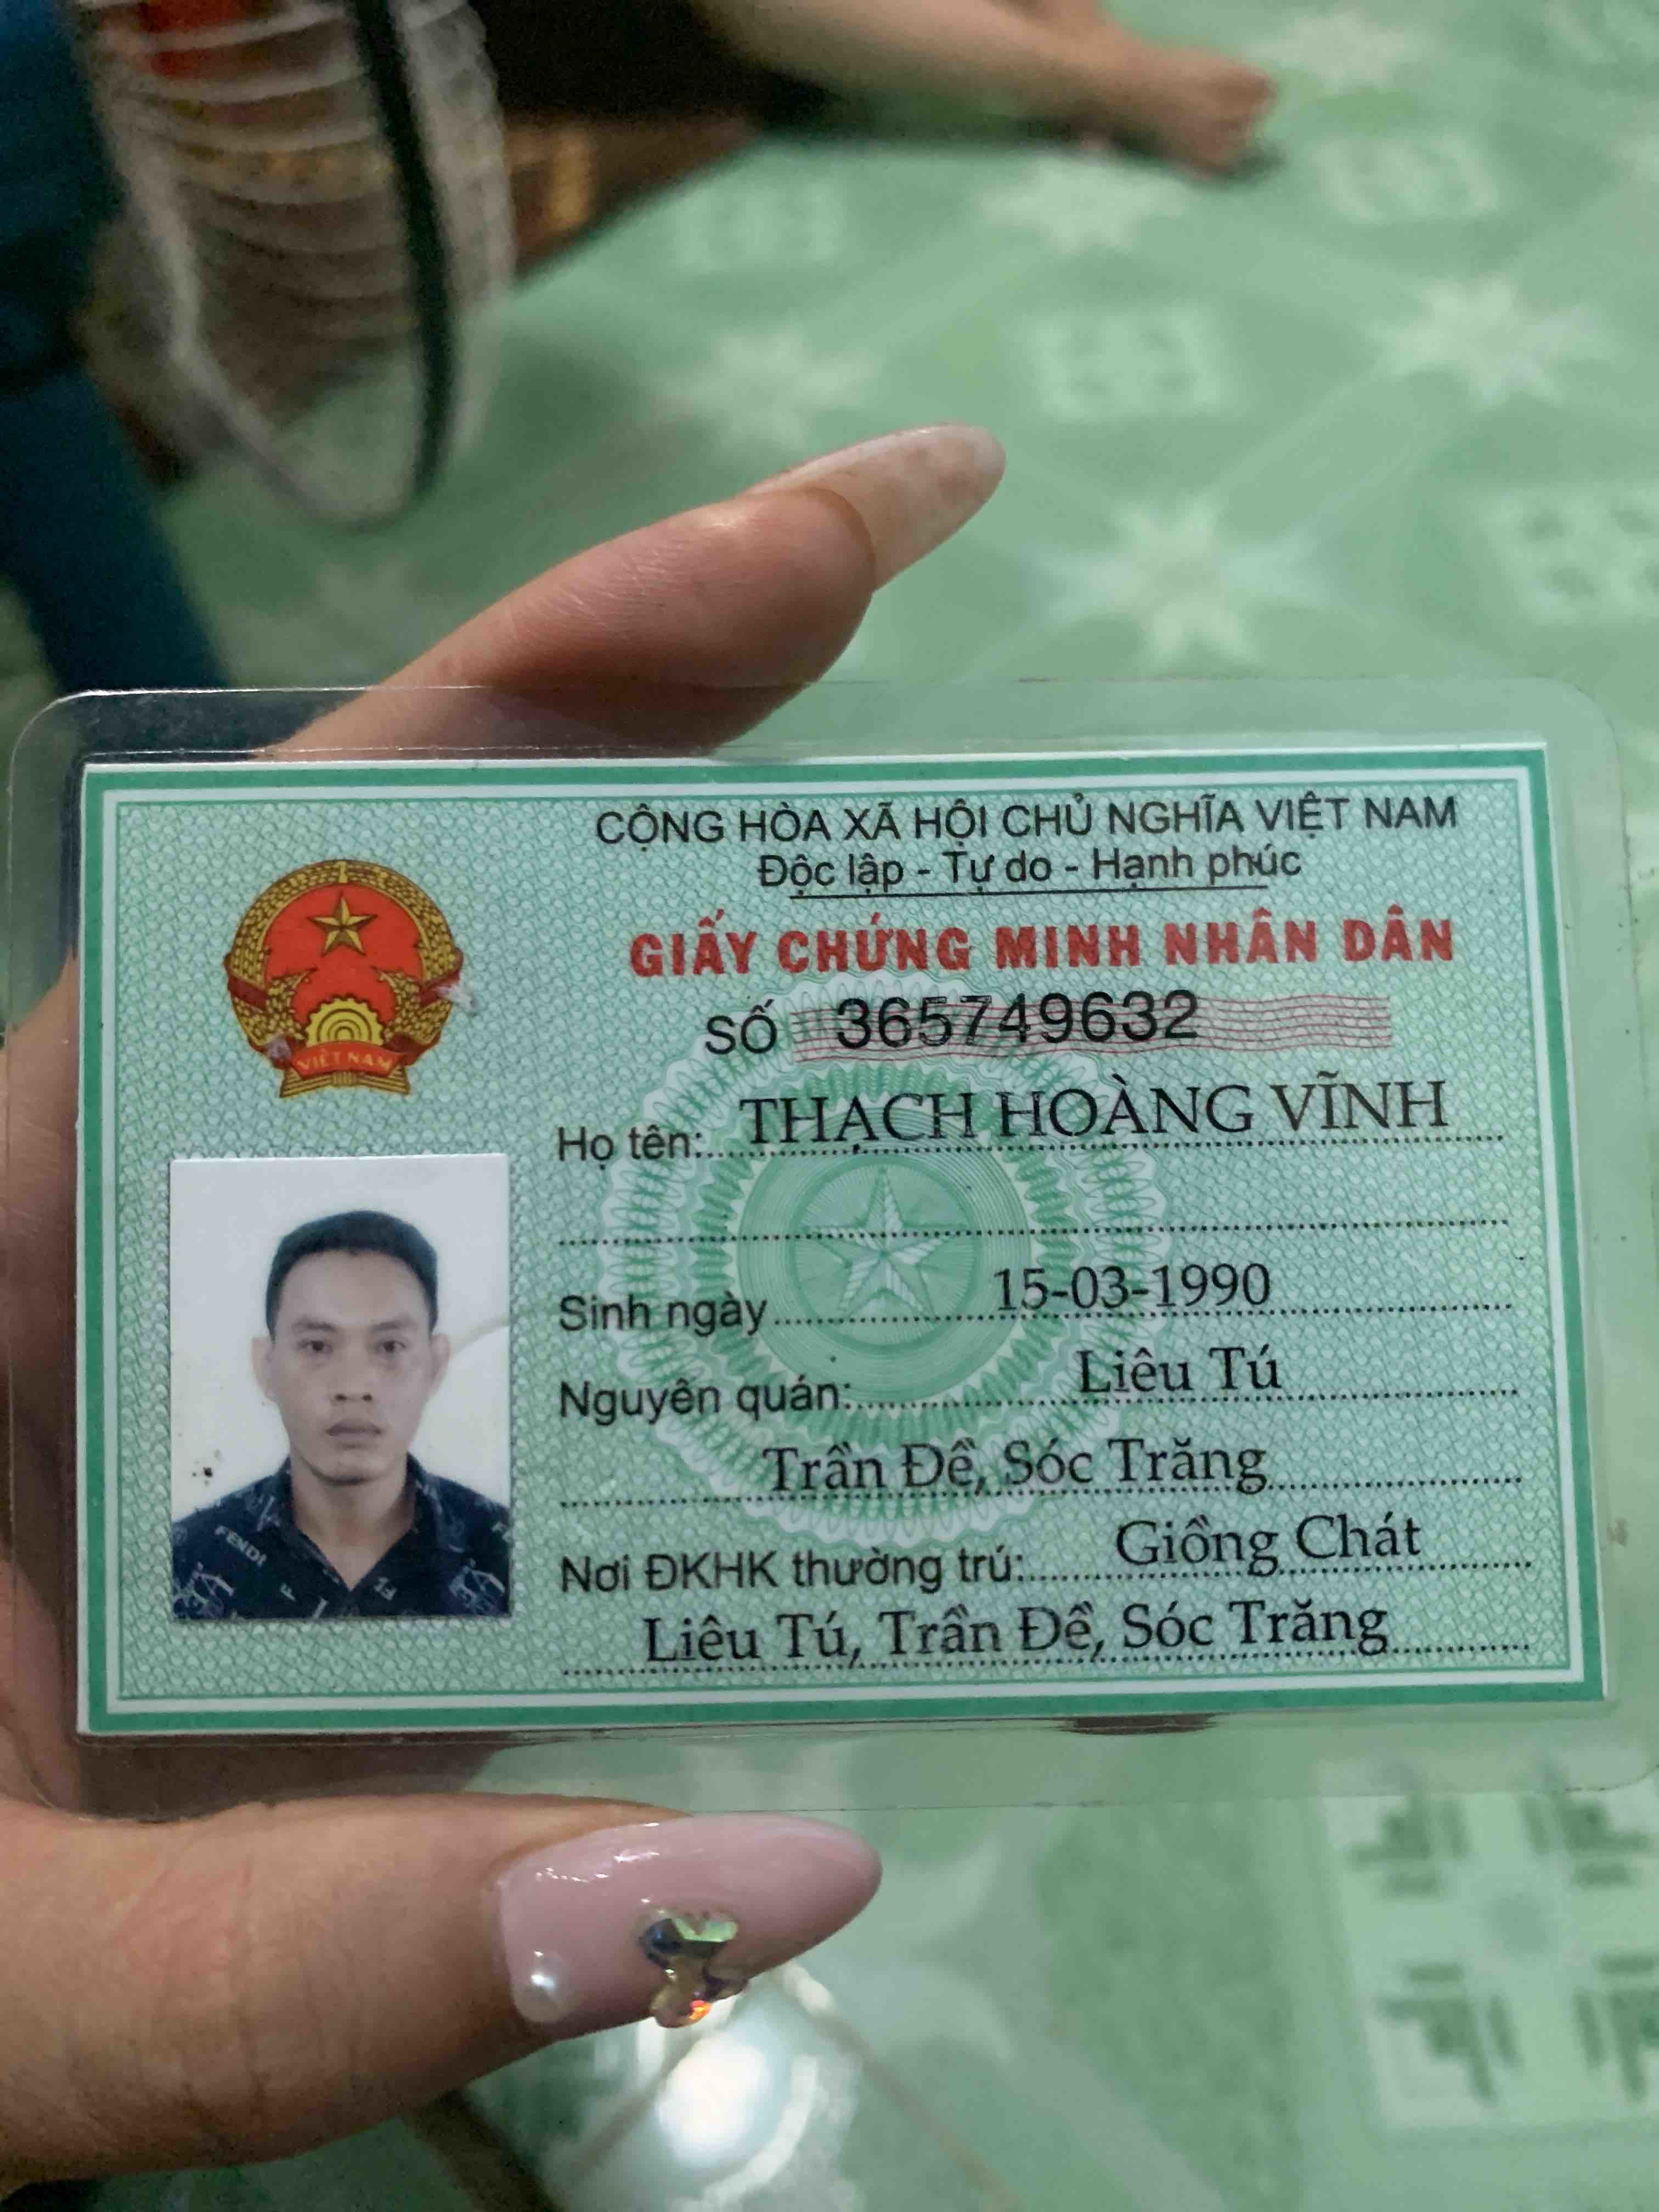 CỘNG HÒA XÃ HỘI CHỦ NGHĨA VIỆT NAM
Độc lập - Tự do - Hạnh phúc
GIẤY CHỨNG MINH NHÂN DÂN
SỐ 365749632
VIỆT NAM
Họ tên: THẠCH HOÀNG VĨNH
Sinh ngày 15-03-1990
Nguyên quán: Liêu Tú
Trần Đề, Sóc Trăng
Nơi ĐKHK thường trú: Giồng Chát
Liêu Tú, Trần Đề, Sóc Trăng
FENDI